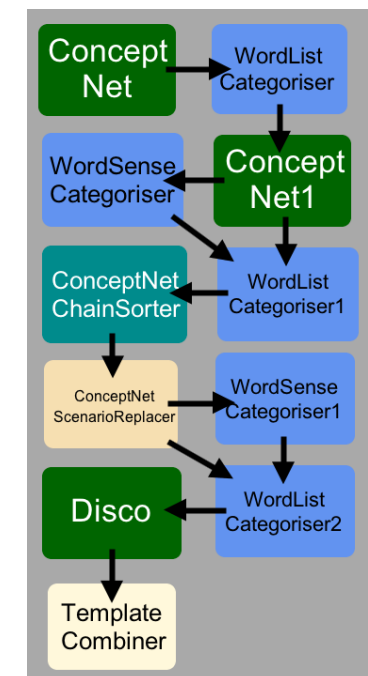 Concept
Net
WordList
Categoriser
WordSense
Categoriser
Concept
Net1
ConceptNet
ChainSorter
WordList
Categoriser1
ConceptNet
ScenarioReplacer
WordSense
Categoriser1
Disco
WordList
Categoriser2
Template
Combiner